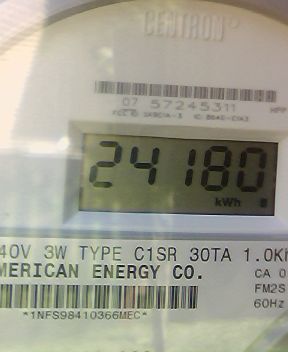 CENTRON
07 57245311
24180
kWh
40V 3W TYPE C1SR 30TA 1.0Kh
MERICAN ENERGY CO.
CA 0
FM2S
60Hz
*1NFS98410366MEC*